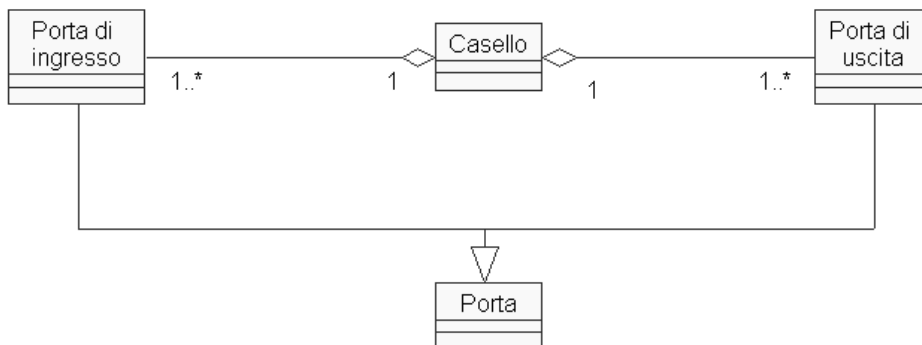 Porta di
ingresso
Casello
Porta di
uscita
1..*
1
1
1..*
Porta